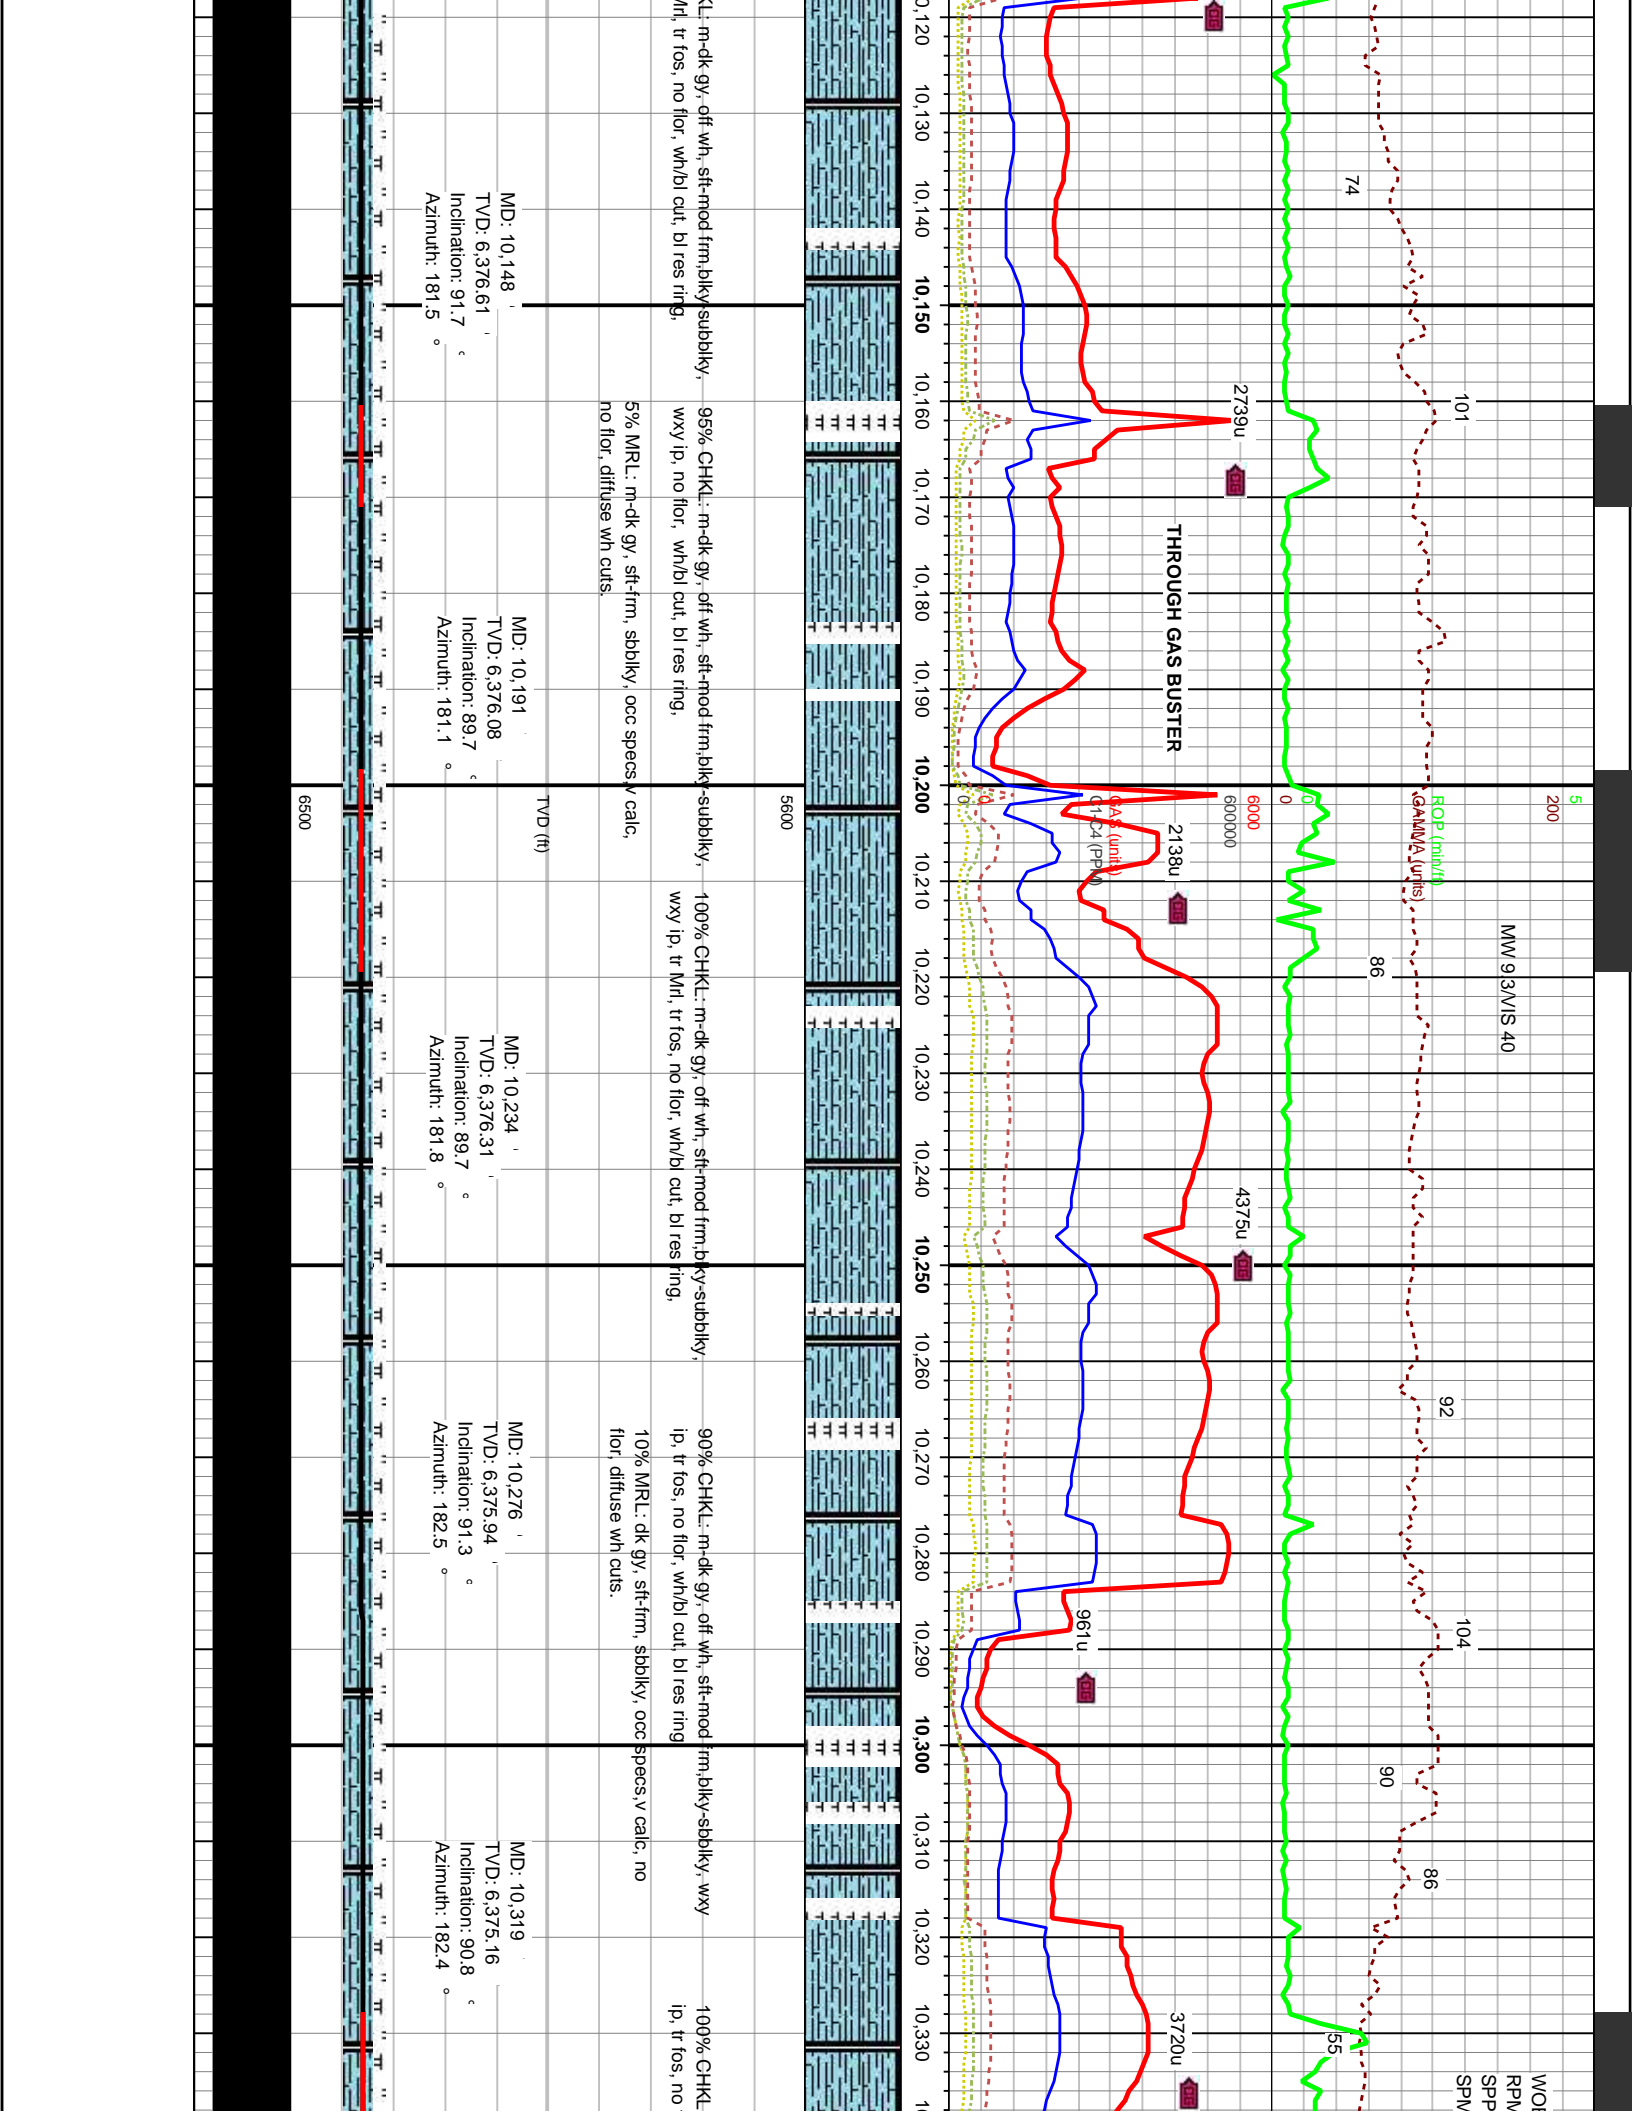 10,120
10,130
10,140
10,150
10,160
10,170
10,180
10,190
10,200
10,210
10,220
10,230
10,240
10,250
10,260
10,270
10,280
10,290
10,300
10,310
10,320
10,330
74
101
86
92
104
90
86
55
MW 9.3/VIS 40
WOB
RPM
SPP
SPM
5
200
ROP (min/ft)
GAMMA (units)
0
0
6000
600000
GAS (units)
C1-C4 (PPM)
0
0
2739u
THROUGH GAS BUSTER
2138u
4375u
961u
3720u
KL: m-dk gy, off wh, sft-mod frm,blky-subblky,
Mrl, tr fos, no flor, wh/bl cut, bl res ring,
95% CHKL: m-dk gy, off wh, sft-mod frm,blky-subblky,
wxy ip, no flor, wh/bl cut, bl res ring,
5% MRL: m-dk gy, sft-frm, sbblky, occ specs,v calc,
no flor, diffuse wh cuts.
100% CHKL: m-dk gy, off wh, sft-mod frm,blky-subblky,
wxy ip, tr Mrl, tr fos, no flor, wh/bl cut, bl res ring,
90% CHKL: m-dk gy, off wh, sft-mod frm,blky-sbblky, wxy
ip, tr fos, no flor, wh/bl cut, bl res ring
10% MRL: dk gy, sft-frm, sbblky, occ specs,v calc, no
flor, diffuse wh cuts.
100% CHKL
ip, tr fos, no
5600
TVD (ft)
6500
MD: 10,148 '
TVD: 6,376.61 '
Inclination: 91.7 °
Azimuth: 181.5 °
MD: 10,191 '
TVD: 6,376.08 '
Inclination: 89.7 °
Azimuth: 181.1 °
MD: 10,234 '
TVD: 6,376.31 '
Inclination: 89.7 °
Azimuth: 181.8 °
MD: 10,276 '
TVD: 6,375.94 '
Inclination: 91.3 °
Azimuth: 182.5 °
MD: 10,319 '
TVD: 6,375.16 '
Inclination: 90.8 °
Azimuth: 182.4 °